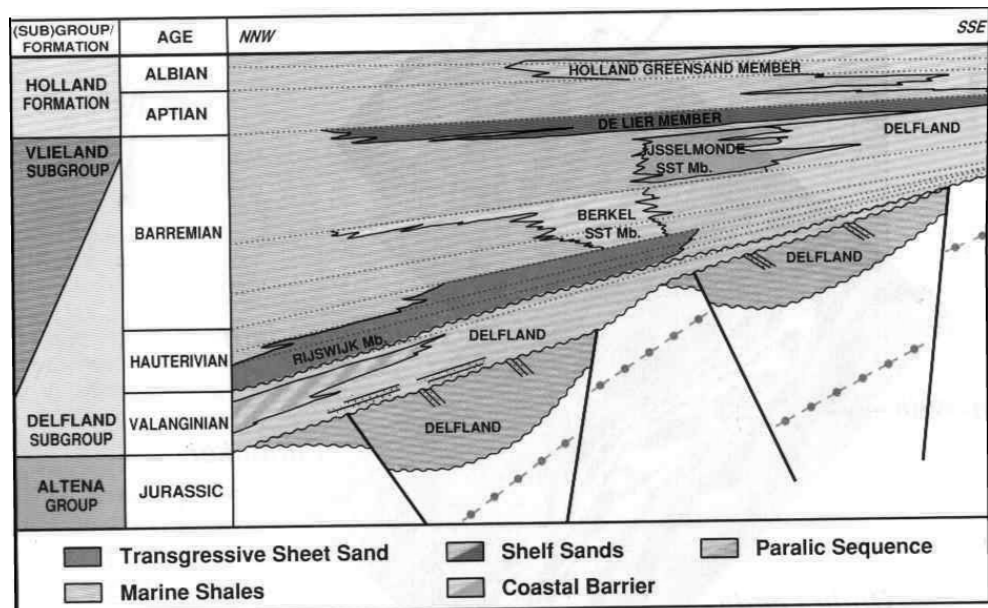 (SUB)GROUP/
FORMATION
AGE
NNW
SSE
HOLLAND
FORMATION
ALBIAN
APTIAN
HOLLAND GREENSAND MEMBER
DE LIER MEMBER
VLIELAND
SUBGROUP
DELFLAND
IJSSELMONDE
SST Mb.
BARREMIAN
BERKEL
SST Mb.
DELFLAND
HAUTERIVIAN
RIJSWIJK Mb.
DELFLAND
DELFLAND
SUBGROUP
VALANGINIAN
DELFLAND
ALTENA
GROUP
JURASSIC
Transgressive Sheet Sand
Shelf Sands
Paralic Sequence
Marine Shales
Coastal Barrier